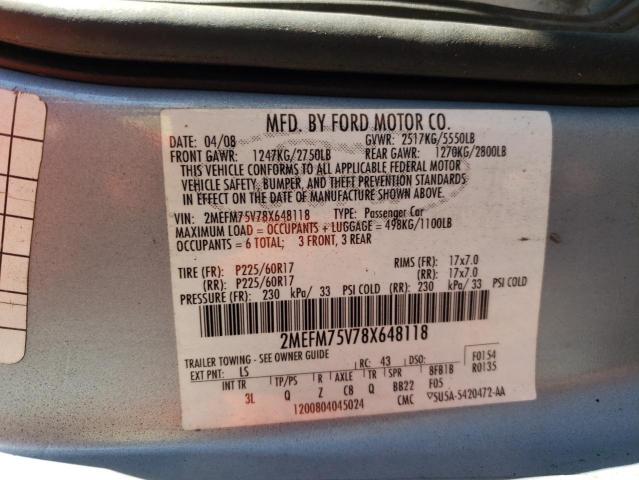 MFD. BY FORD MOTOR CO.
DATE: 04/08 GVWR: 2517KG/5550LB
FRONT GAWR: 1247KG/2750LB REAR GAWR: 1270KG/2800LB
THIS VEHICLE CONFORMS TO ALL APPLICABLE FEDERAL MOTOR
VEHICLE SAFETY, BUMPER, AND THEFT PREVENTION STANDARDS
IN EFFECT ON THE DATE OF MANUFACTURE SHOWN ABOVE.
VIN: 2MEFM75V78X648118 TYPE: Passenger Car
MAXIMUM LOAD = OCCUPANTS + LUGGAGE = 498KG/1100LB
OCCUPANTS = 6 TOTAL; 3 FRONT, 3 REAR
TIRE (FR): P225/60R17 RIMS (FR): 17x7.0
(RR): P225/60R17 (RR): 17x7.0
PRESSURE (FR): 230 kPa/ 33 PSI COLD (RR): 230 kPa/ 33 PSI COLD
2MEFM75V78X648118
TRAILER TOWING - SEE OWNER GUIDE F0154
EXT PNT: LS RC: 43 DSO: R0135
INT TR TP/PS R AXLE TR SPR BFB1B
3L Q Z CB Q BB22 F05
1200804045024 CMC SU5A-5420472-AA